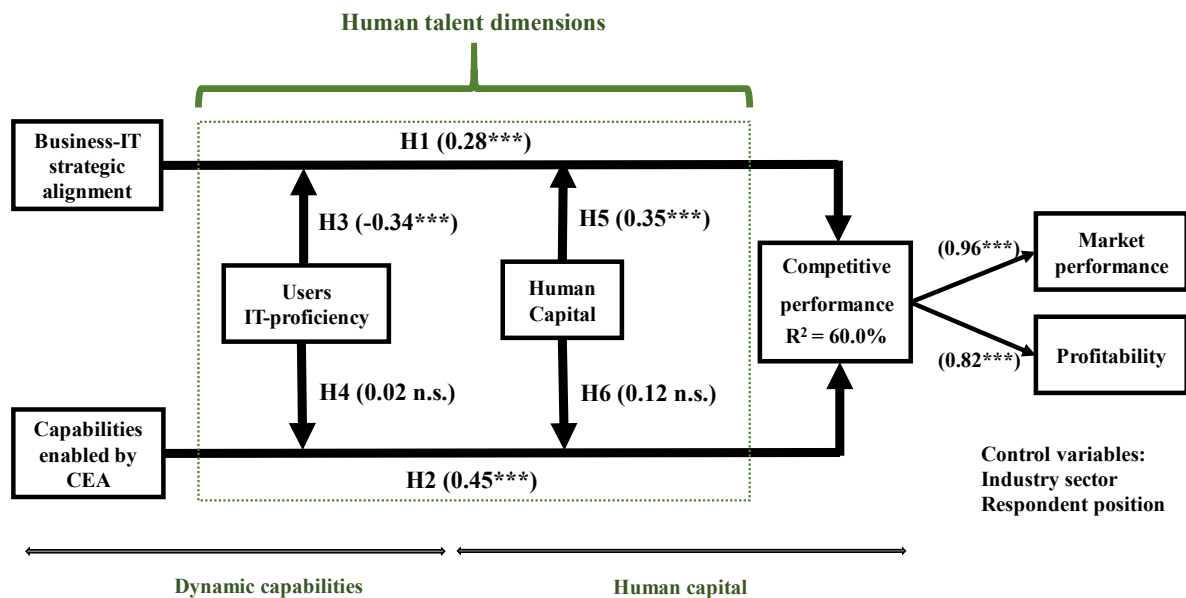 Human talent dimensions
Business-IT
strategic
alignment
H1 (0.28***)
H3 (-0.34***)
H5 (0.35***)
Users
IT-proficiency
Human
Capital
H4 (0.02 n.s.)
H6 (0.12 n.s.)
Capabilities
enabled by
CEA
H2 (0.45***)
Competitive
performance
R² = 60.0%
(0.96***)
Market
performance
(0.82***)
Profitability
Control variables:
Industry sector
Respondent position
Dynamic capabilities
Human capital